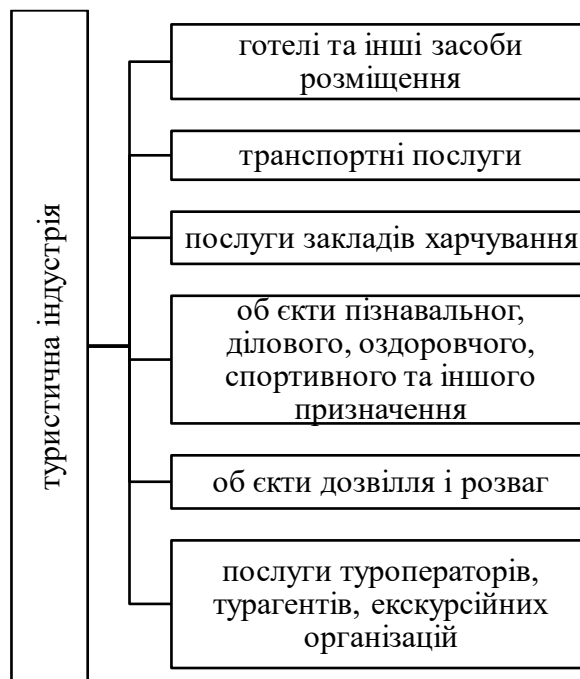 туристична індустрія
готелі та інші засоби
розміщення
транспортні послуги
послуги закладів харчування
об єкти пізнавальног,
ділового, оздоровчого,
спортивного та іншого
призначення
об єкти дозвілля і розваг
послуги туроператорів,
турагентів, екскурсійних
організацій